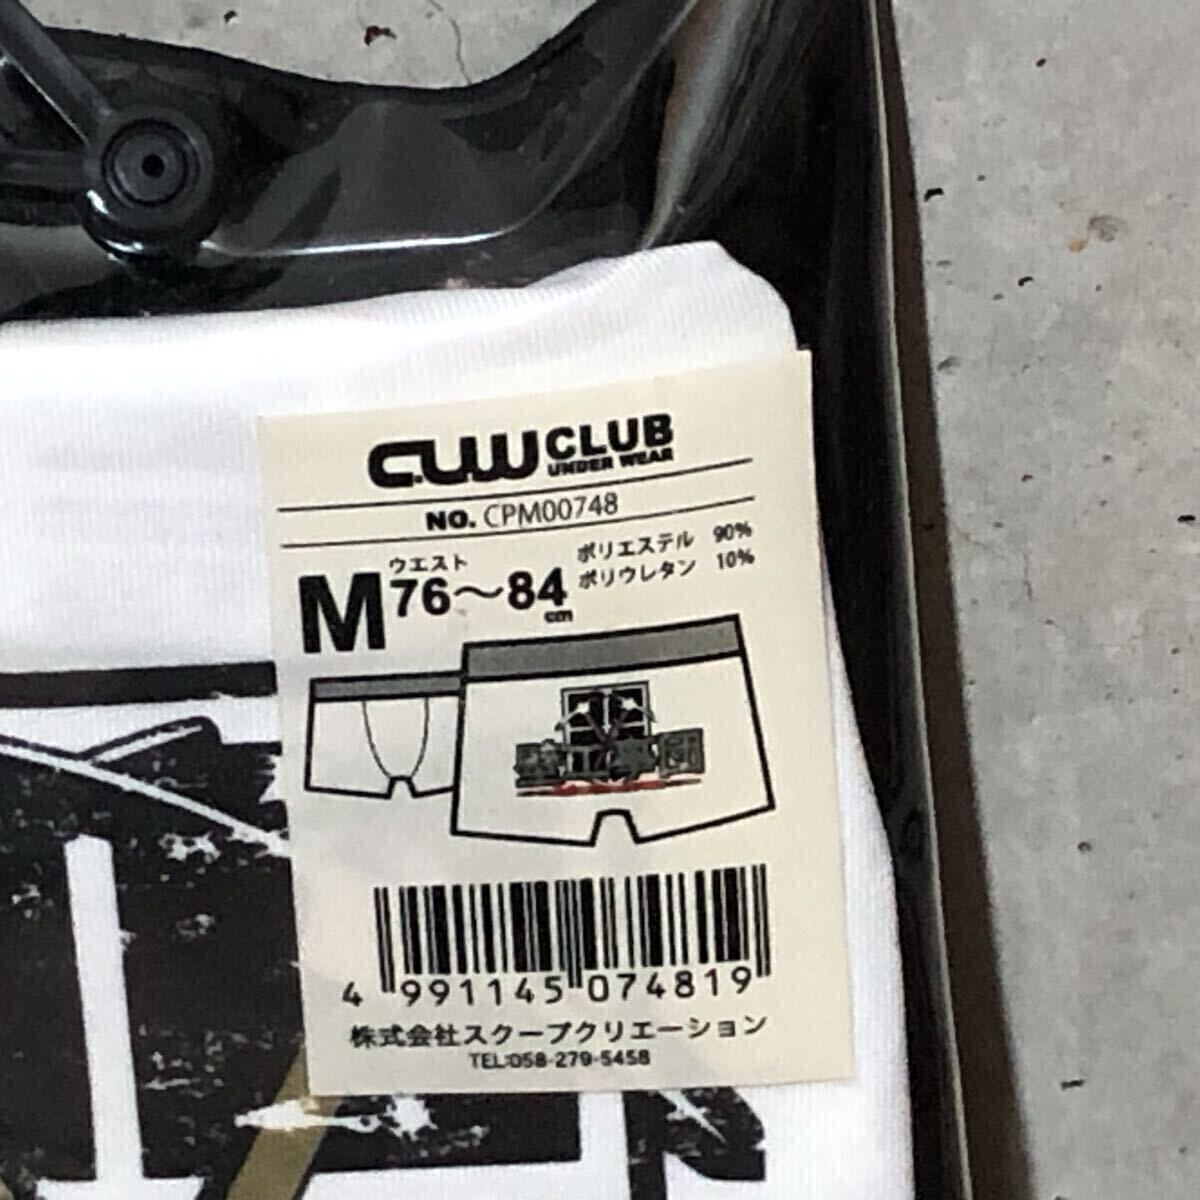 C.UW CLUB
UNDER WEAR
NO. CPM00748
M
ウエスト
76〜84
cm
ポリエステル 90%
ポリウレタン 10%
4 991145 074819
株式会社スクープクリエーション
TEL:058-279-5458